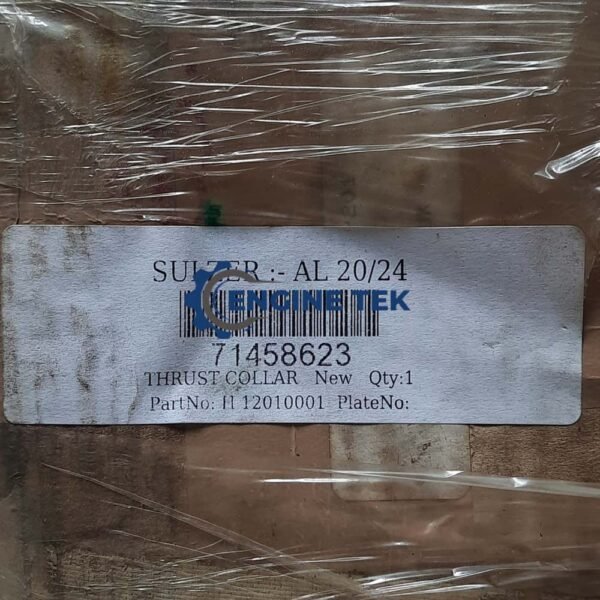 SULZER :- AL 20/24
ENGINE TEK
71458623
THRUST COLLAR New Qty:1
PartNo: H 12010001 PlateNo: